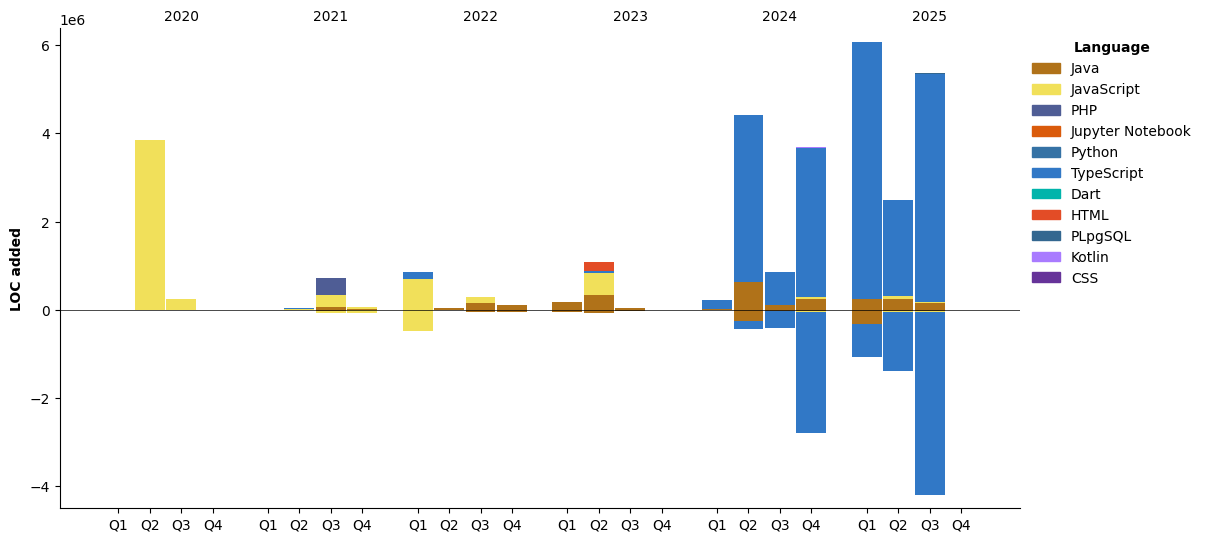 2020 2021 2022 2023 2024 2025
1e6
6
4
2
0
−2
−4
LOC added
Q1 Q2 Q3 Q4 Q1 Q2 Q3 Q4 Q1 Q2 Q3 Q4 Q1 Q2 Q3 Q4 Q1 Q2 Q3 Q4 Q1 Q2 Q3 Q4
Language
Java
JavaScript
PHP
Jupyter Notebook
Python
TypeScript
Dart
HTML
PLpgSQL
Kotlin
CSS